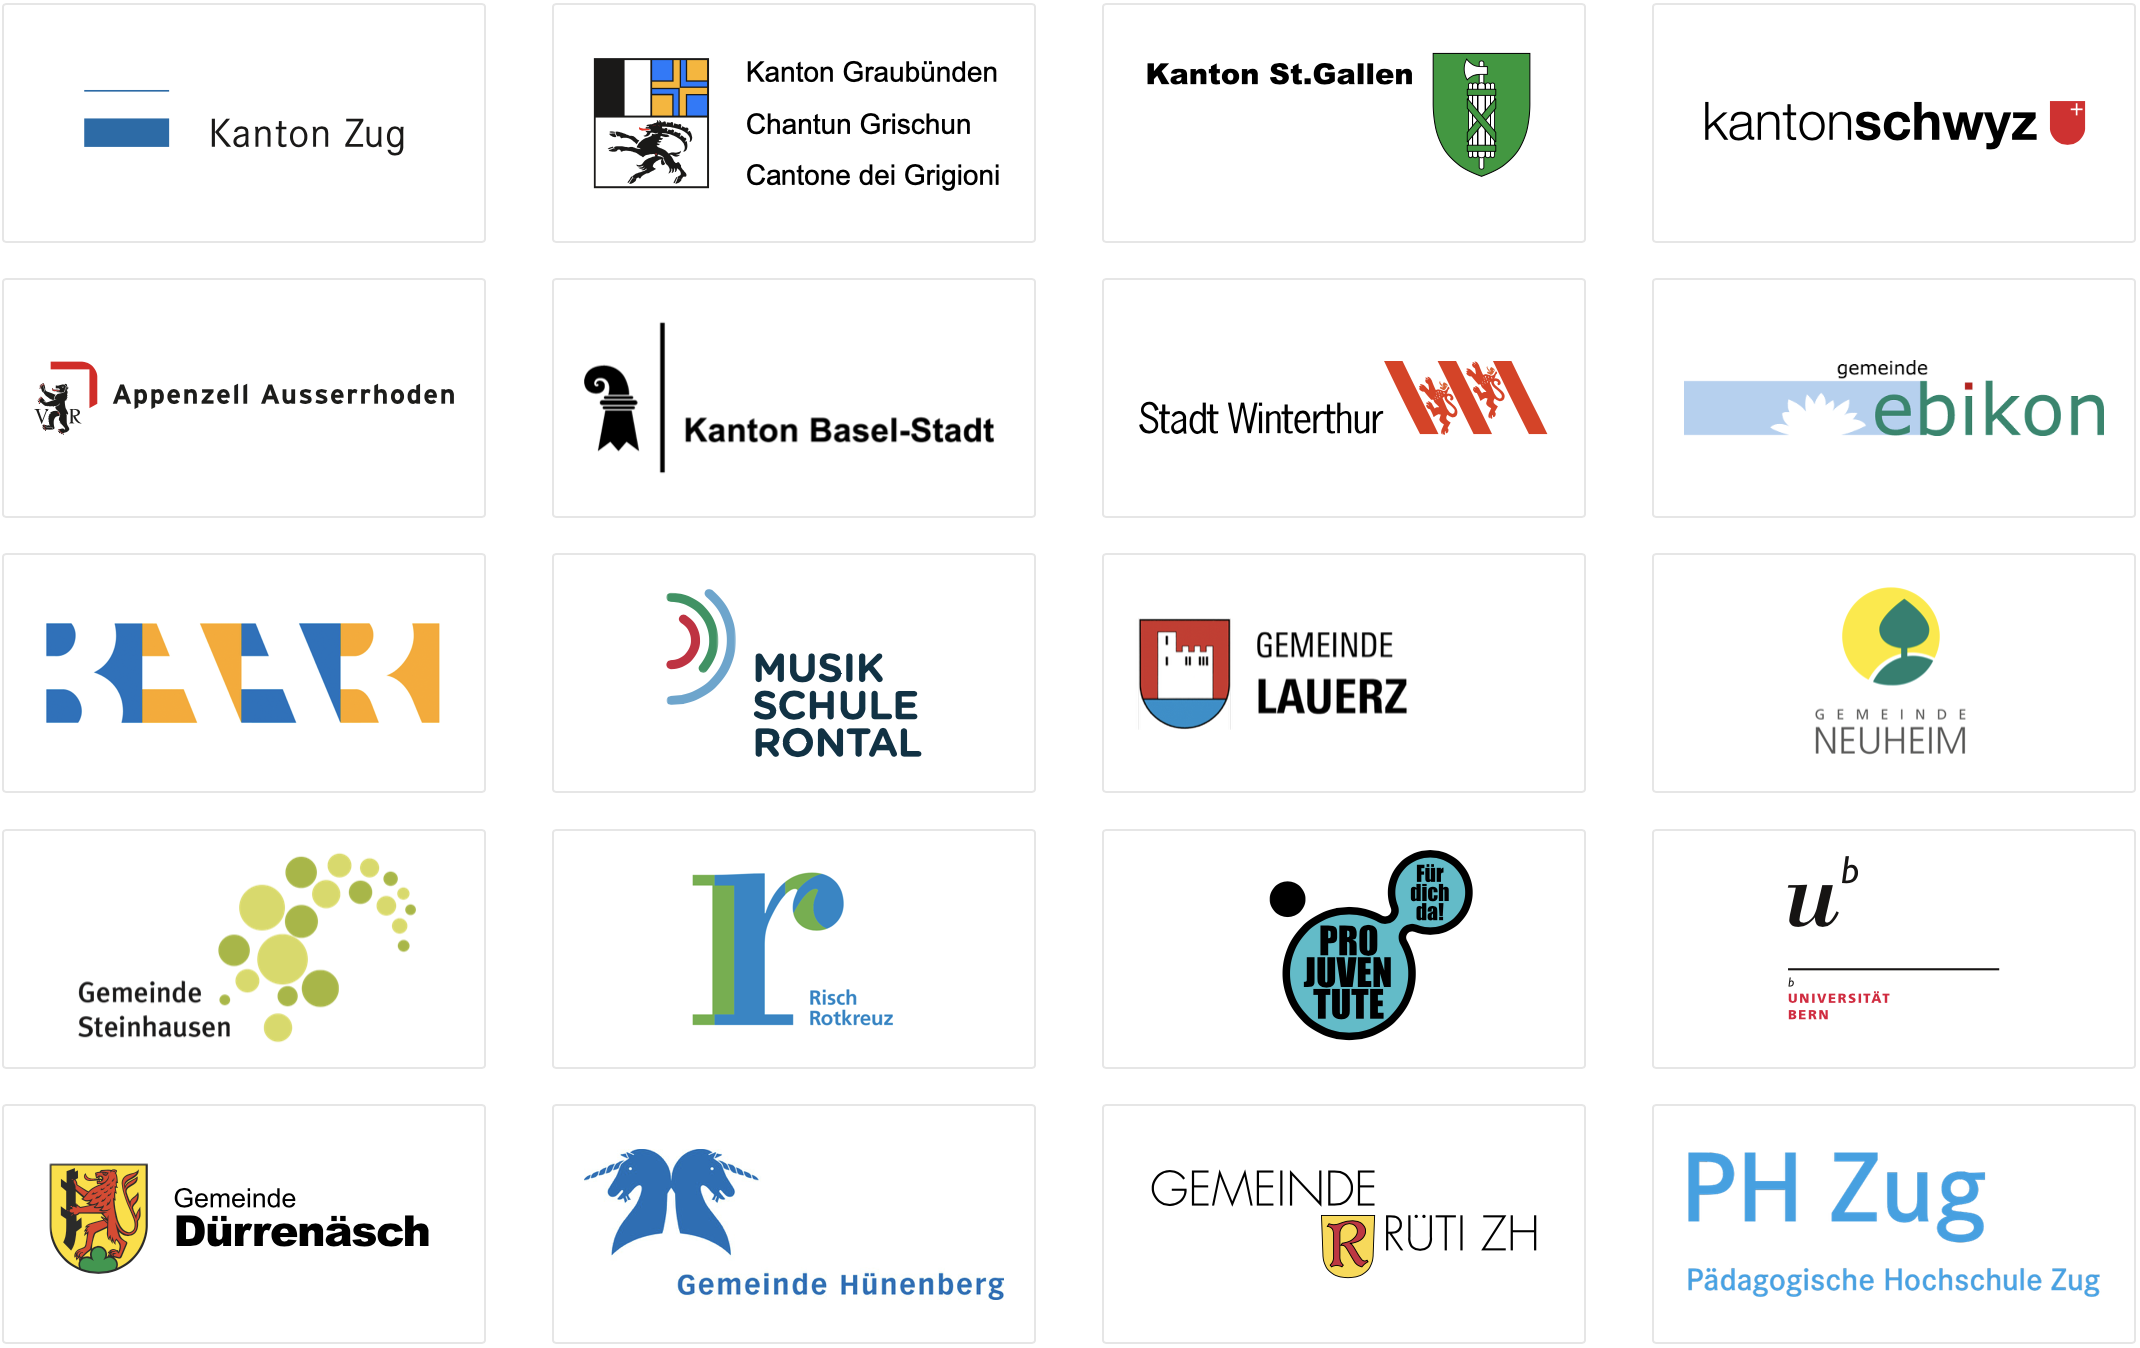 Kanton Zug
Kanton Graubünden
Chantun Grischun
Cantone dei Grigioni
Kanton St.Gallen
kantonschwyz
VR
Appenzell Ausserrhoden
Kanton Basel-Stadt
Stadt Winterthur
gemeinde
ebikon
BAAR
MUSIK
SCHULE
RONTAL
GEMEINDE
LAUERZ
GEMEINDE
NEUHEIM
Gemeinde
Steinhausen
r
Risch
Rotkreuz
Für
dich
da!
PRO
JUVEN
TUTE
u b
b
UNIVERSITÄT
BERN
Gemeinde
Dürrenäsch
Gemeinde Hünenberg
GEMEINDE
R RÜTI ZH
PH Zug
Pädagogische Hochschule Zug